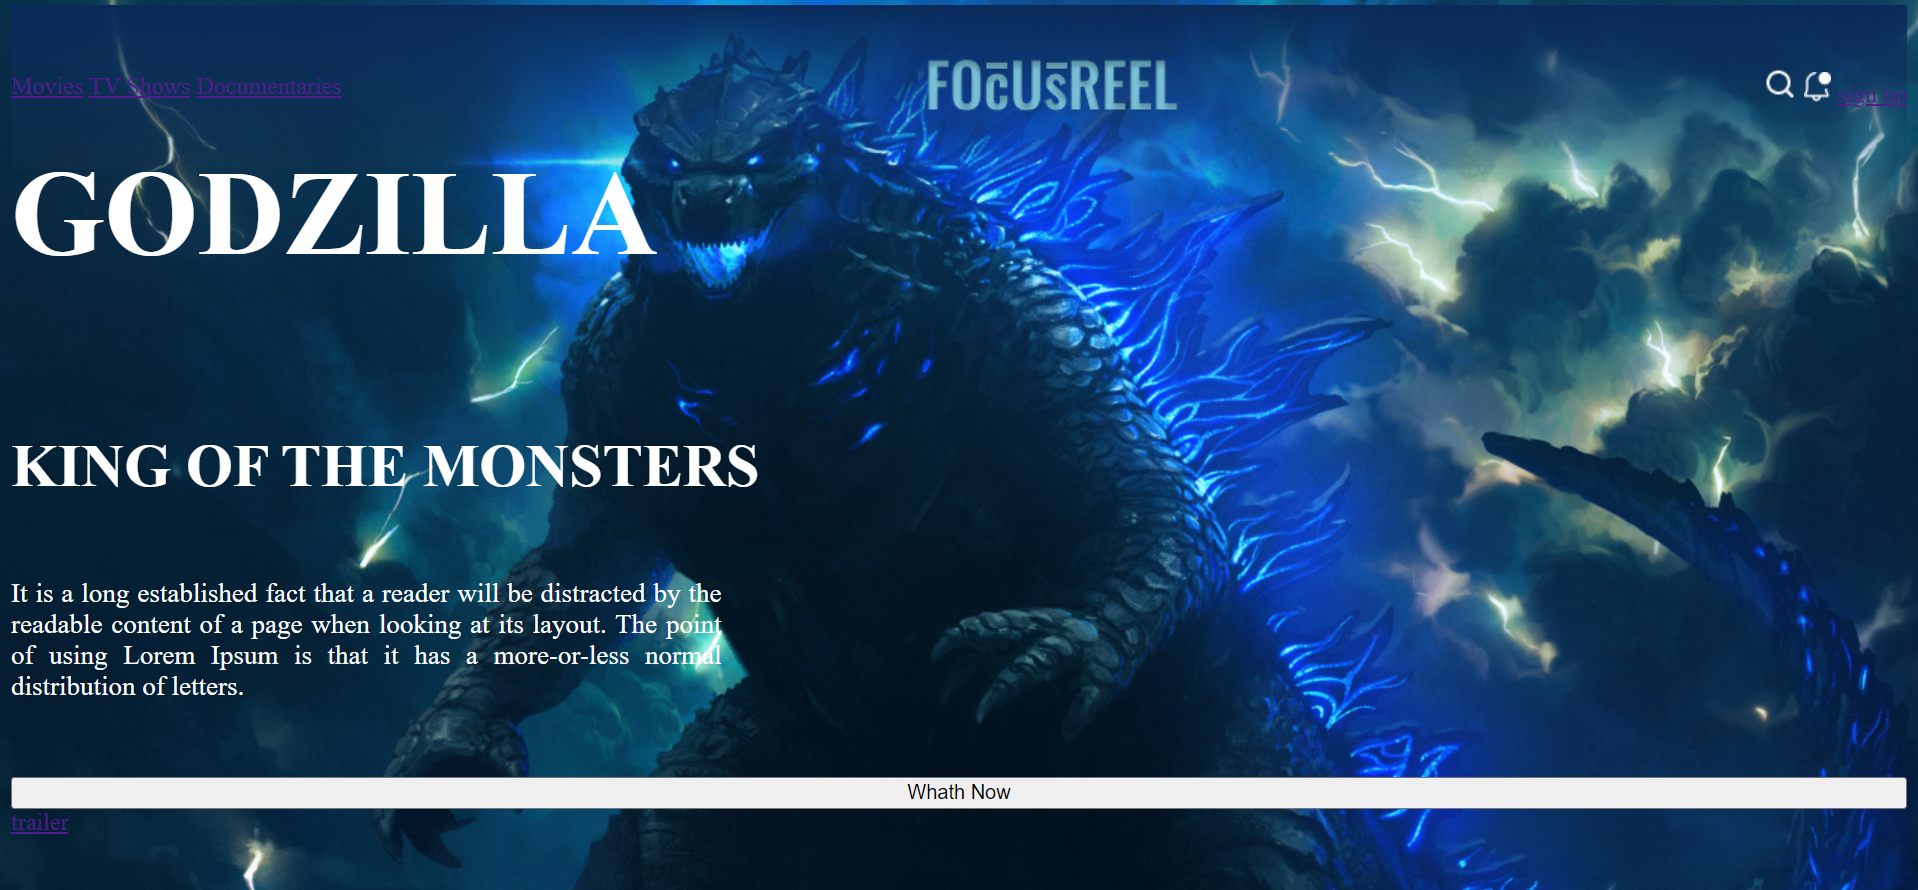 Movies TV Shows Documentaries
FOCUSREEL
sign up
GODZILLA
KING OF THE MONSTERS
It is a long established fact that a reader will be distracted by the
readable content of a page when looking at its layout. The point
of using Lorem Ipsum is that it has a more-or-less normal
distribution of letters.
Whath Now
trailer